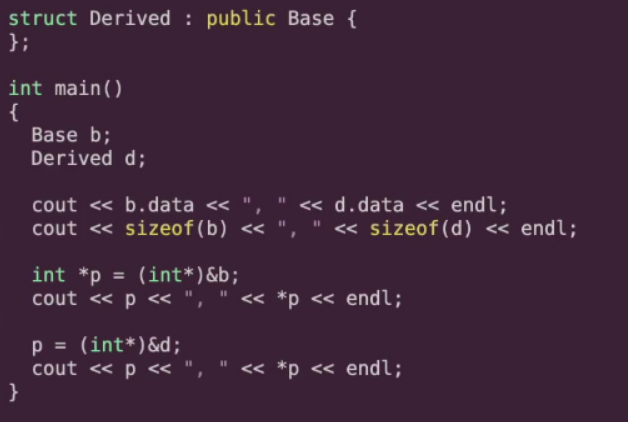 struct Derived : public Base {
};
int main()
{
  Base b;
  Derived d;
  cout << b.data << ", " << d.data << endl;
  cout << sizeof(b) << ", " << sizeof(d) << endl;
  int *p = (int*)&b;
  cout << p << ", " << *p << endl;
  p = (int*)&d;
  cout << p << ", " << *p << endl;
}